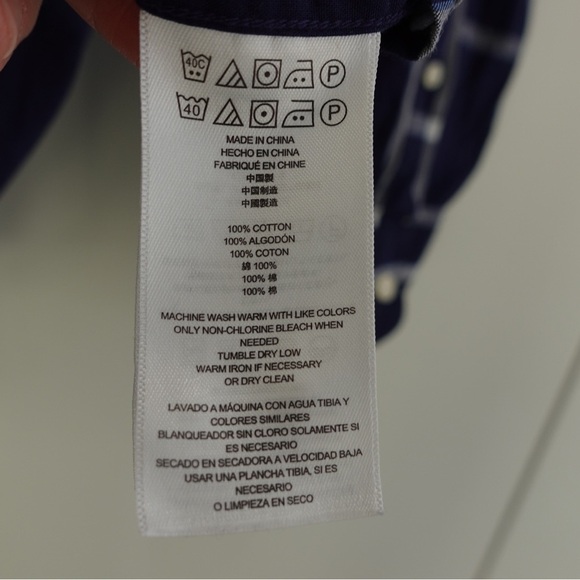 40C P
40 P
MADE IN CHINA
HECHO EN CHINA
FABRIQUÉ EN CHINE
中国製
中国制造
中國製造
100% COTTON
100% ALGODÓN
100% COTON
綿 100%
100% 棉
100% 棉
MACHINE WASH WARM WITH LIKE COLORS
ONLY NON-CHLORINE BLEACH WHEN
NEEDED
TUMBLE DRY LOW
WARM IRON IF NECESSARY
OR DRY CLEAN
LAVADO A MÁQUINA CON AGUA TIBIA Y
COLORES SIMILARES
BLANQUEADOR SIN CLORO SOLAMENTE SI
ES NECESARIO
SECADO EN SECADORA A VELOCIDAD BAJA
USAR UNA PLANCHA TIBIA, SI ES
NECESARIO
O LIMPIEZA EN SECO